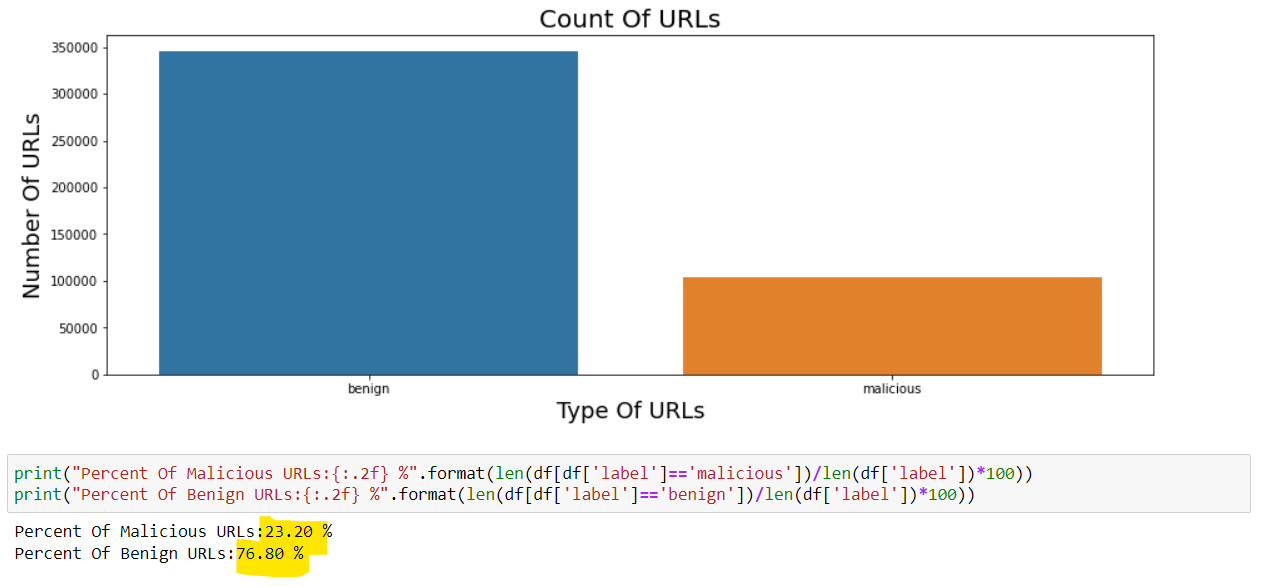 Count Of URLs
350000
300000
250000
200000
150000
100000
50000
0
Number Of URLs
benign malicious
Type Of URLs
print("Percent Of Malicious URLs:{:.2f} %".format(len(df[df['label']=='malicious'])/len(df['label'])*100))
print("Percent Of Benign URLs:{:.2f} %".format(len(df[df['label']=='benign'])/len(df['label'])*100))
Percent Of Malicious URLs:23.20 %
Percent Of Benign URLs:76.80 %